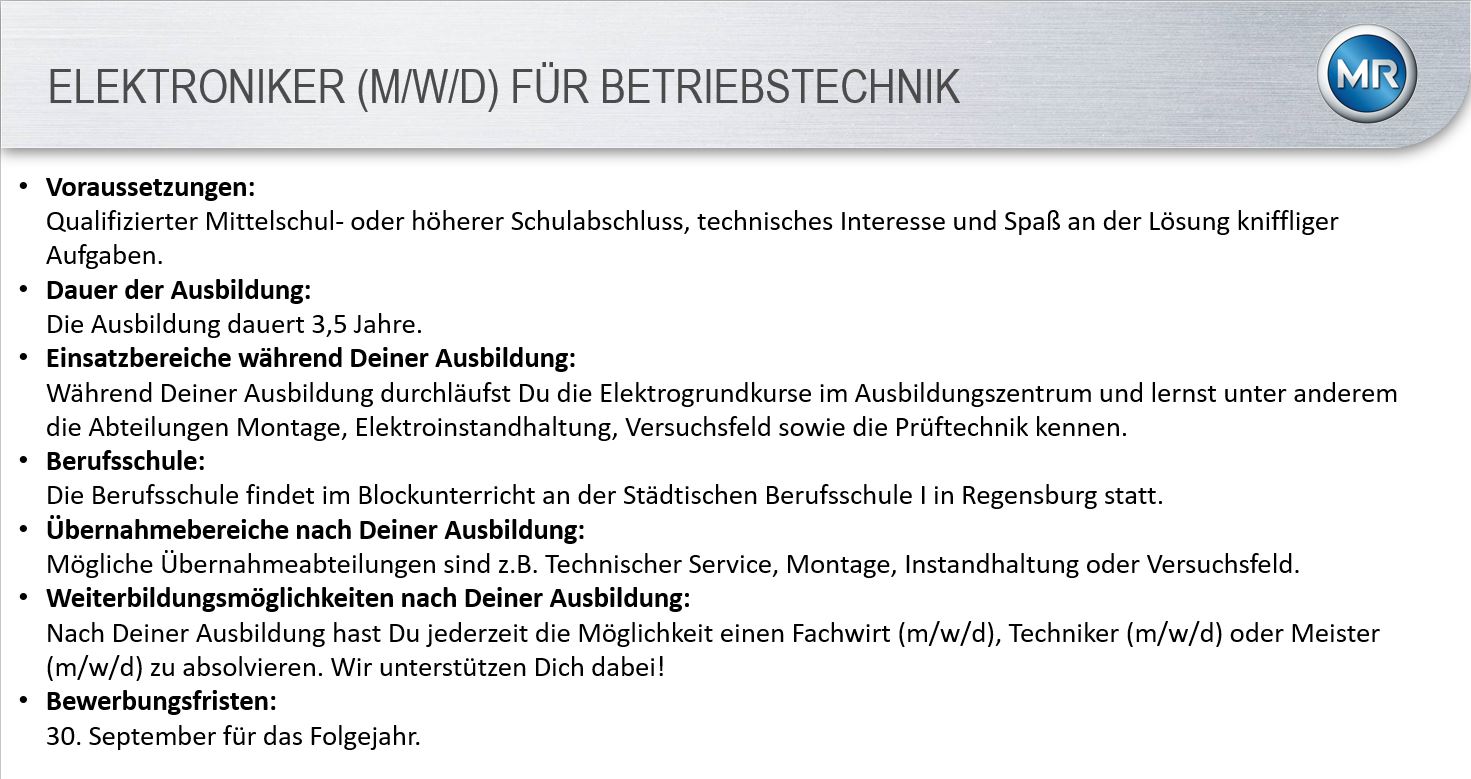 ELEKTRONIKER (M/W/D) FÜR BETRIEBSTECHNIK
MR
• Voraussetzungen:
Qualifizierter Mittelschul- oder höherer Schulabschluss, technisches Interesse und Spaß an der Lösung kniffliger
Aufgaben.
• Dauer der Ausbildung:
Die Ausbildung dauert 3,5 Jahre.
• Einsatzbereiche während Deiner Ausbildung:
Während Deiner Ausbildung durchläufst Du die Elektrogrundkurse im Ausbildungszentrum und lernst unter anderem
die Abteilungen Montage, Elektroinstandhaltung, Versuchsfeld sowie die Prüftechnik kennen.
• Berufsschule:
Die Berufsschule findet im Blockunterricht an der Städtischen Berufsschule I in Regensburg statt.
• Übernahmebereiche nach Deiner Ausbildung:
Mögliche Übernahmeabteilungen sind z.B. Technischer Service, Montage, Instandhaltung oder Versuchsfeld.
• Weiterbildungsmöglichkeiten nach Deiner Ausbildung:
Nach Deiner Ausbildung hast Du jederzeit die Möglichkeit einen Fachwirt (m/w/d), Techniker (m/w/d) oder Meister
(m/w/d) zu absolvieren. Wir unterstützen Dich dabei!
• Bewerbungsfristen:
30. September für das Folgejahr.